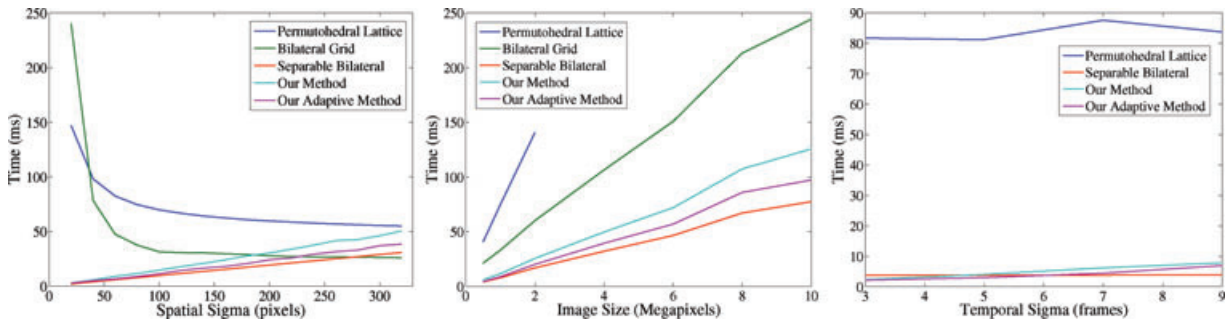 250
200
150
100
50
0
Time (ms)
0 50 100 150 200 250 300
Spatial Sigma (pixels)
Permutohedral Lattice
Bilateral Grid
Separable Bilateral
Our Method
Our Adaptive Method
250
200
150
100
50
0
Time (ms)
0 2 4 6 8 10
Image Size (Megapixels)
Permutohedral Lattice
Bilateral Grid
Separable Bilateral
Our Method
Our Adaptive Method
90
80
70
60
50
40
30
20
10
0
Time (ms)
3 4 5 6 7 8 9
Temporal Sigma (frames)
Permutohedral Lattice
Separable Bilateral
Our Method
Our Adaptive Method